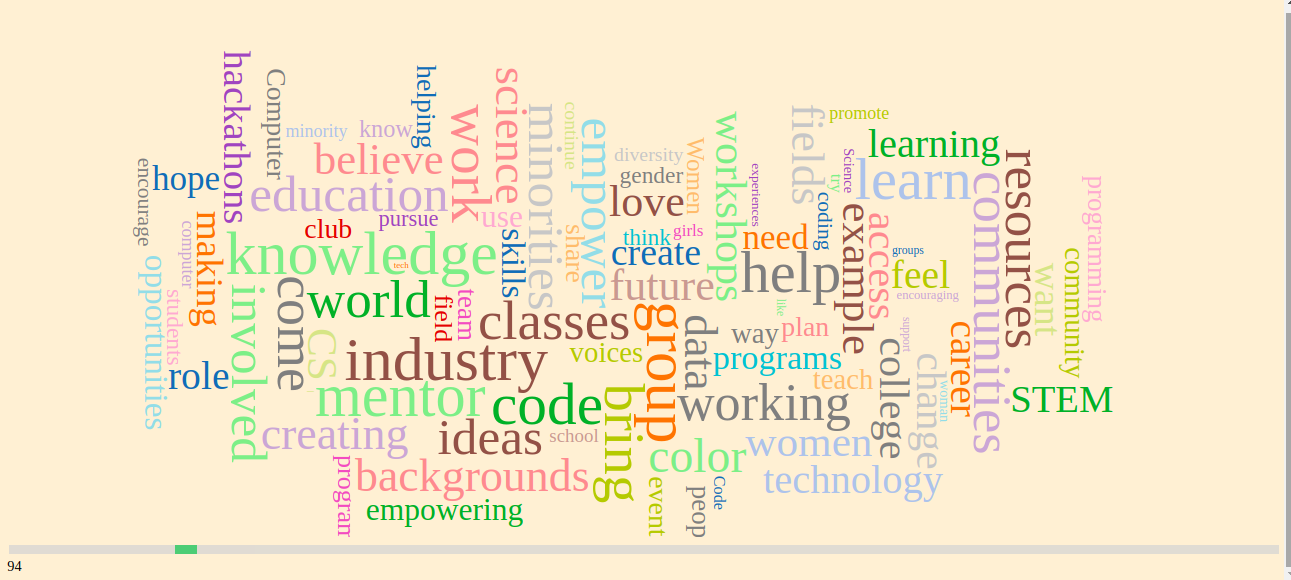 hackathons
Computer
minority
know
helping
believe
work
science
minorities
continue
empower
diversity
gender
Women
love
workshops
experiences
fields
promote
Science
try
learning
learn
communities
resources
programming
encourage
hope
education
pursue
use
club
computer
making
knowledge
tech
skills
share
think
girls
create
need
coding
example
access
groups
feel
encouraging
want
community
opportunities
students
involved
come
world
field
team
classes
future
help
like
group
data
way
plan
support
career
role
CS
industry
voices
programs
teach
college
change
woman
STEM
mentor
code
bring
working
creating
ideas
school
color
women
technology
program
backgrounds
empowering
event
peop
Code
94